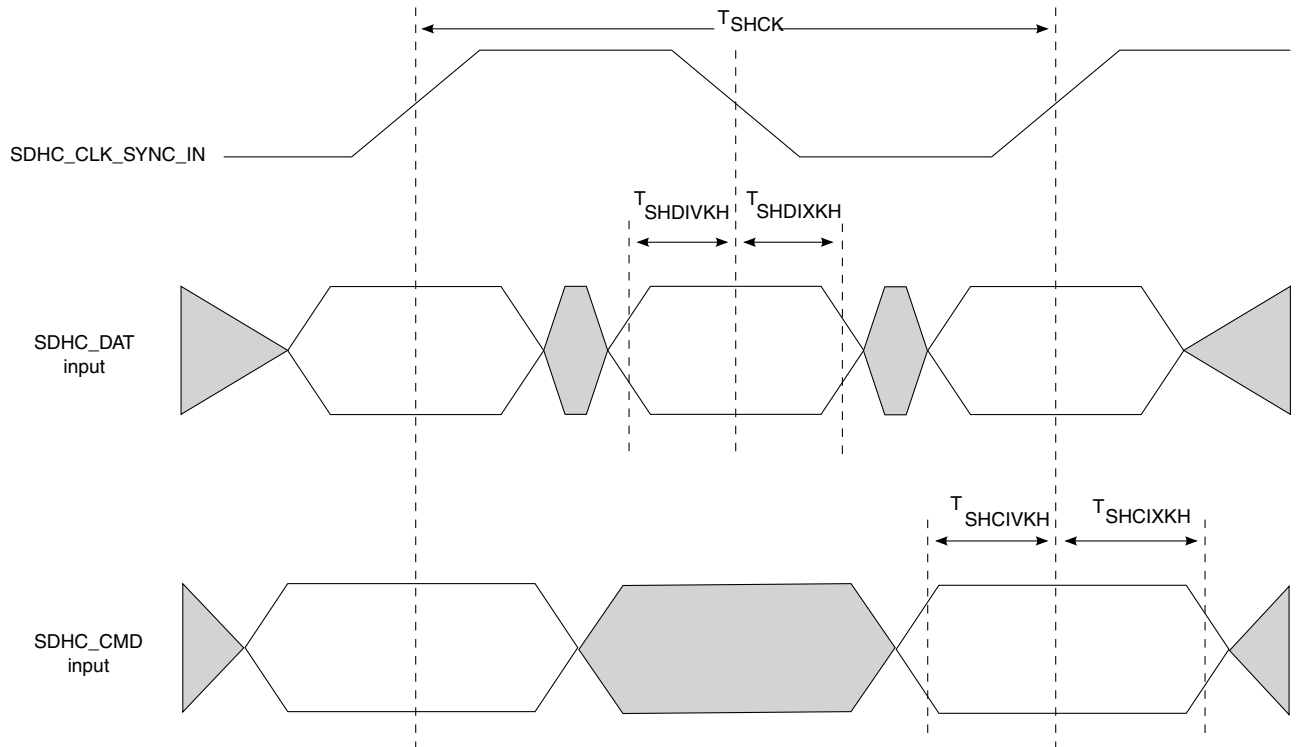 TSHCK
SDHC_CLK_SYNC_IN
TSHDIVKH
TSHDIXKH
SDHC_DAT
input
TSHCIVKH
TSHCIXKH
SDHC_CMD
input